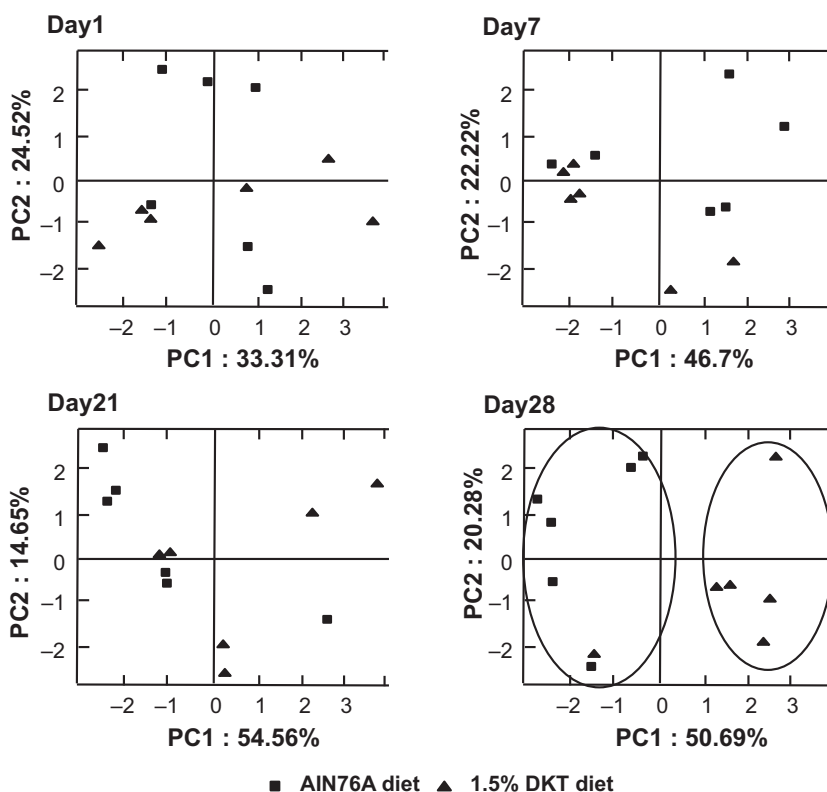 Day1
2
1
0
–1
–2
PC2 : 24.52%
–2 –1 0 1 2 3
PC1 : 33.31%
Day7
2
1
0
–1
–2
PC2 : 22.22%
–2 –1 0 1 2 3
PC1 : 46.7%
Day21
2
1
0
–1
–2
PC2 : 14.65%
–2 –1 0 1 2 3
PC1 : 54.56%
Day28
2
1
0
–1
–2
PC2 : 20.28%
–2 –1 0 1 2 3
PC1 : 50.69%
AIN76A diet 1.5% DKT diet